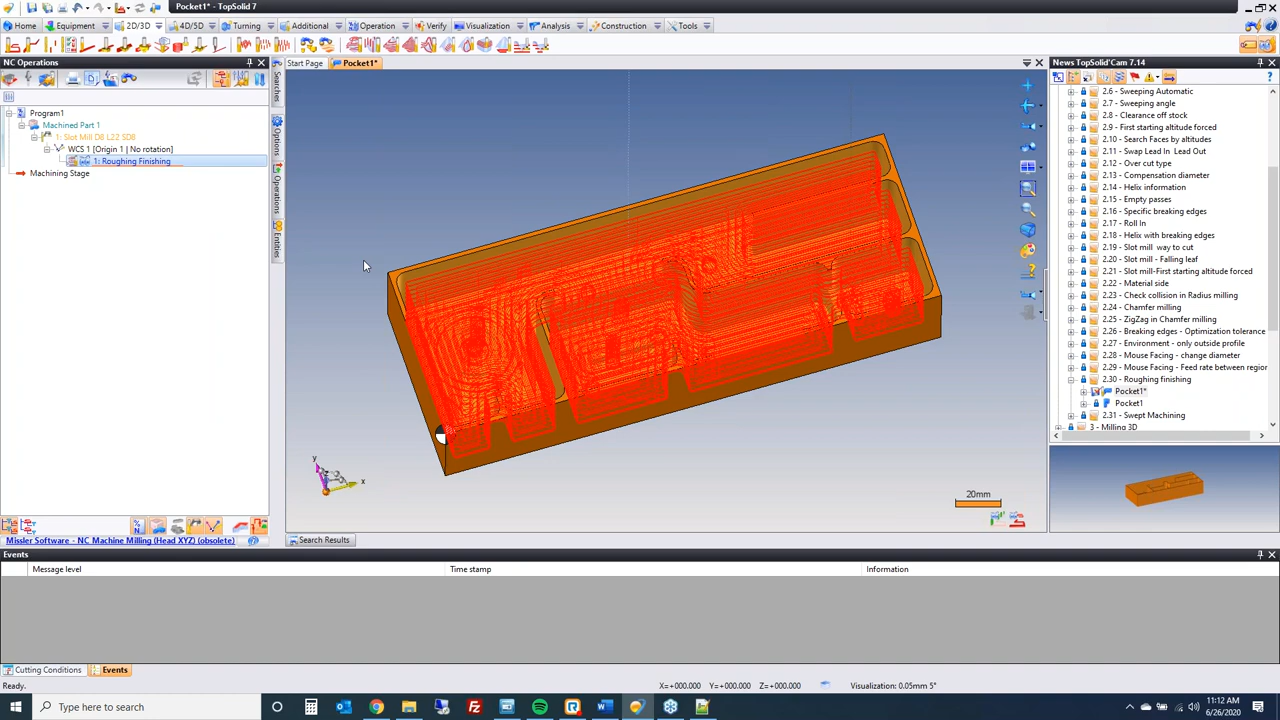 Pocket1* - TopSolid 7
Home Equipment 2D/3D 4D/5D Turning Additional Operation Verify Visualization Analysis Construction Tools
NC Operations
Program1
Machined Part 1
1: Slot Mill D8 L22 SD8
WCS 1 [Origin 1 | No rotation]
1: Roughing Finishing
Machining Stage
Missler Software - NC Machine Milling (Head XYZ) (obsolete)
Searches
Options
Operations
Entities
Start Page Pocket1*
y
z
x
20mm
Search Results
News TopSolid'Cam 7.14
2.6 - Sweeping Automatic
2.7 - Sweeping angle
2.8 - Clearance off stock
2.9 - First starting altitude forced
2.10 - Search Faces by altitudes
2.11 - Swap Lead In Lead Out
2.12 - Over cut type
2.13 - Compensation diameter
2.14 - Helix information
2.15 - Empty passes
2.16 - Specific breaking edges
2.17 - Roll In
2.18 - Helix with breaking edges
2.19 - Slot mill way to cut
2.20 - Slot mill - Falling leaf
2.21 - Slot mill-First starting altitude forced
2.22 - Material side
2.23 - Check collision in Radius milling
2.24 - Chamfer milling
2.25 - ZigZag in Chamfer milling
2.26 - Breaking edges - Optimization tolerance
2.27 - Environment - only outside profile
2.28 - Mouse Facing - change diameter
2.29 - Mouse Facing - Feed rate between region
2.30 - Roughing finishing
Pocket1*
Pocket1
2.31 - Swept Machining
3 - Milling 3D
Events
Message level Time stamp Information
Cutting Conditions Events
Ready. X=+000.000 Y=+000.000 Z=+000.000 Visualization: 0.05mm 5°
Type here to search
11:12 AM
6/26/2020